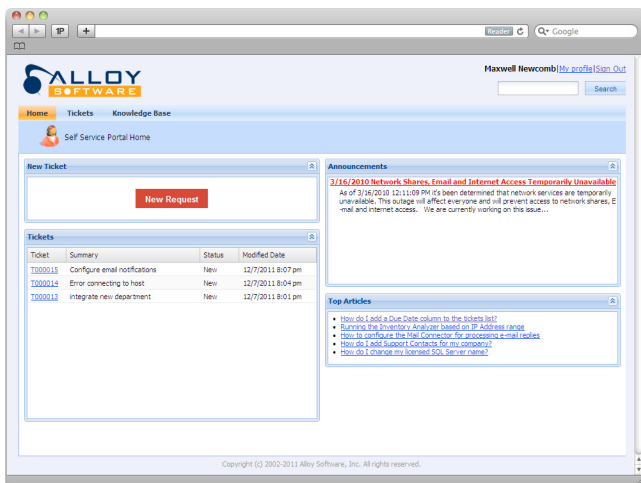 1P
+
Reader
Google
Maxwell Newcomb|My profile|Sign Out
ALLOY
SOFTWARE
Search
Home Tickets Knowledge Base
Self Service Portal Home
New Ticket
New Request
Tickets
Ticket Summary Status Modified Date
T000015 Configure email notifications New 12/7/2011 8:07 pm
T000014 Error connecting to host New 12/7/2011 8:04 pm
T000013 integrate new department New 12/7/2011 8:01 pm
Announcements
3/16/2010 Network Shares, Email and Internet Access Temporarily Unavailable
As of 3/16/2010 12:11:09 PM it's been determined that network services are temporarily
unavailable. This outage will affect everyone and will prevent access to network shares, E
-mail and internet access. We are currently working on this issue...
Top Articles
How do I add a Due Date column to the tickets list?
Running the Inventory Analyzer based on IP Address range
How to configure the Mail Connector for processing e-mail replies
How do I add Support Contacts for my company?
How do I change my licensed SQL Server name?
Copyright (c) 2002-2011 Alloy Software, Inc. All rights reserved.